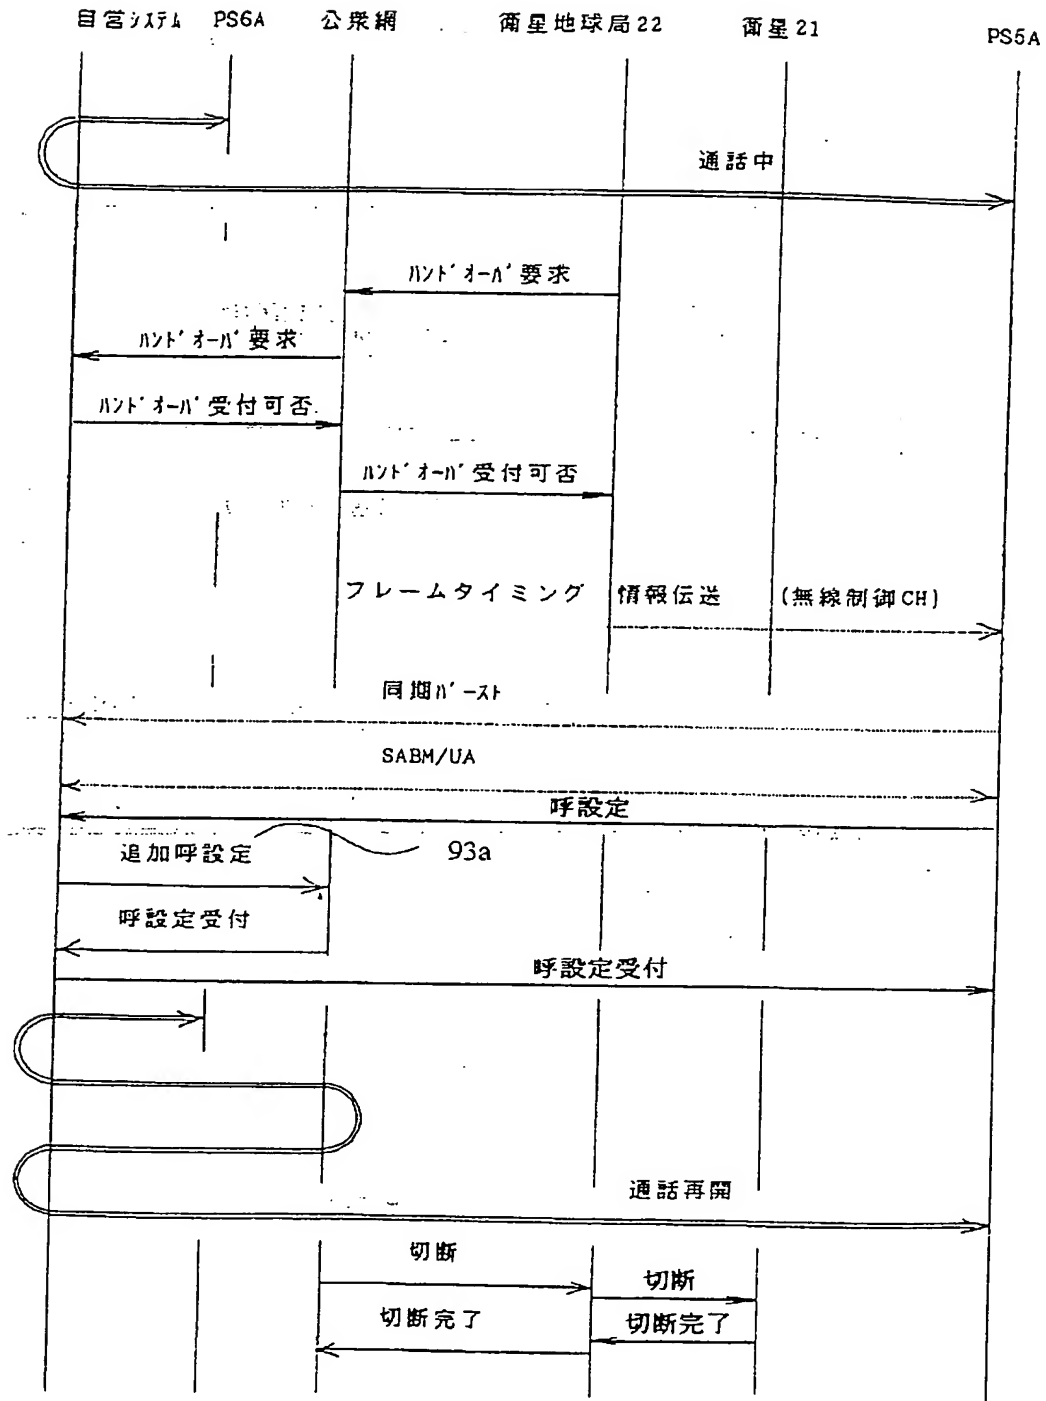 自営システム PS6A 公衆網 衛星地球局22 衛星21 PS5A
通話中
ハンドオーバ要求
ハンドオーバ要求
ハンドオーバ受付可否
ハンドオーバ受付可否
フレームタイミング 情報伝送 (無線制御CH)
同期バースト
SABM/UA
呼設定
追加呼設定 93a
呼設定受付
呼設定受付
通話再開
切断
切断
切断完了
切断完了